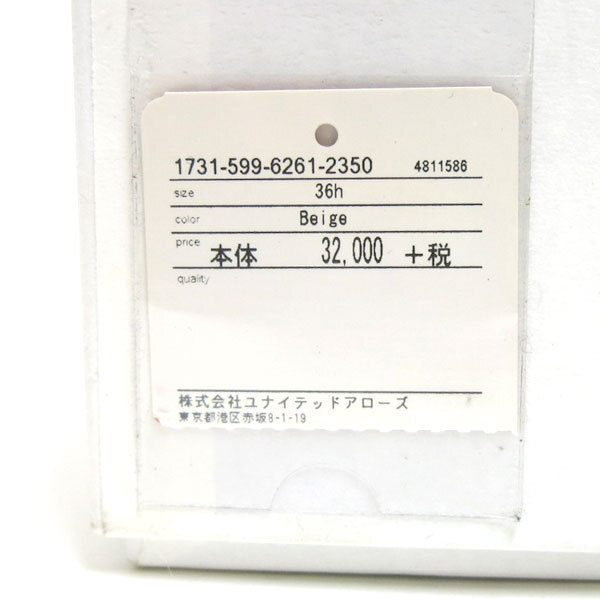 1731-599-6261-2350 4811586
size 36h
color Beige
price 本体 32,000 +税
quality
株式会社ユナイテッドアローズ
東京都港区赤坂8-1-19